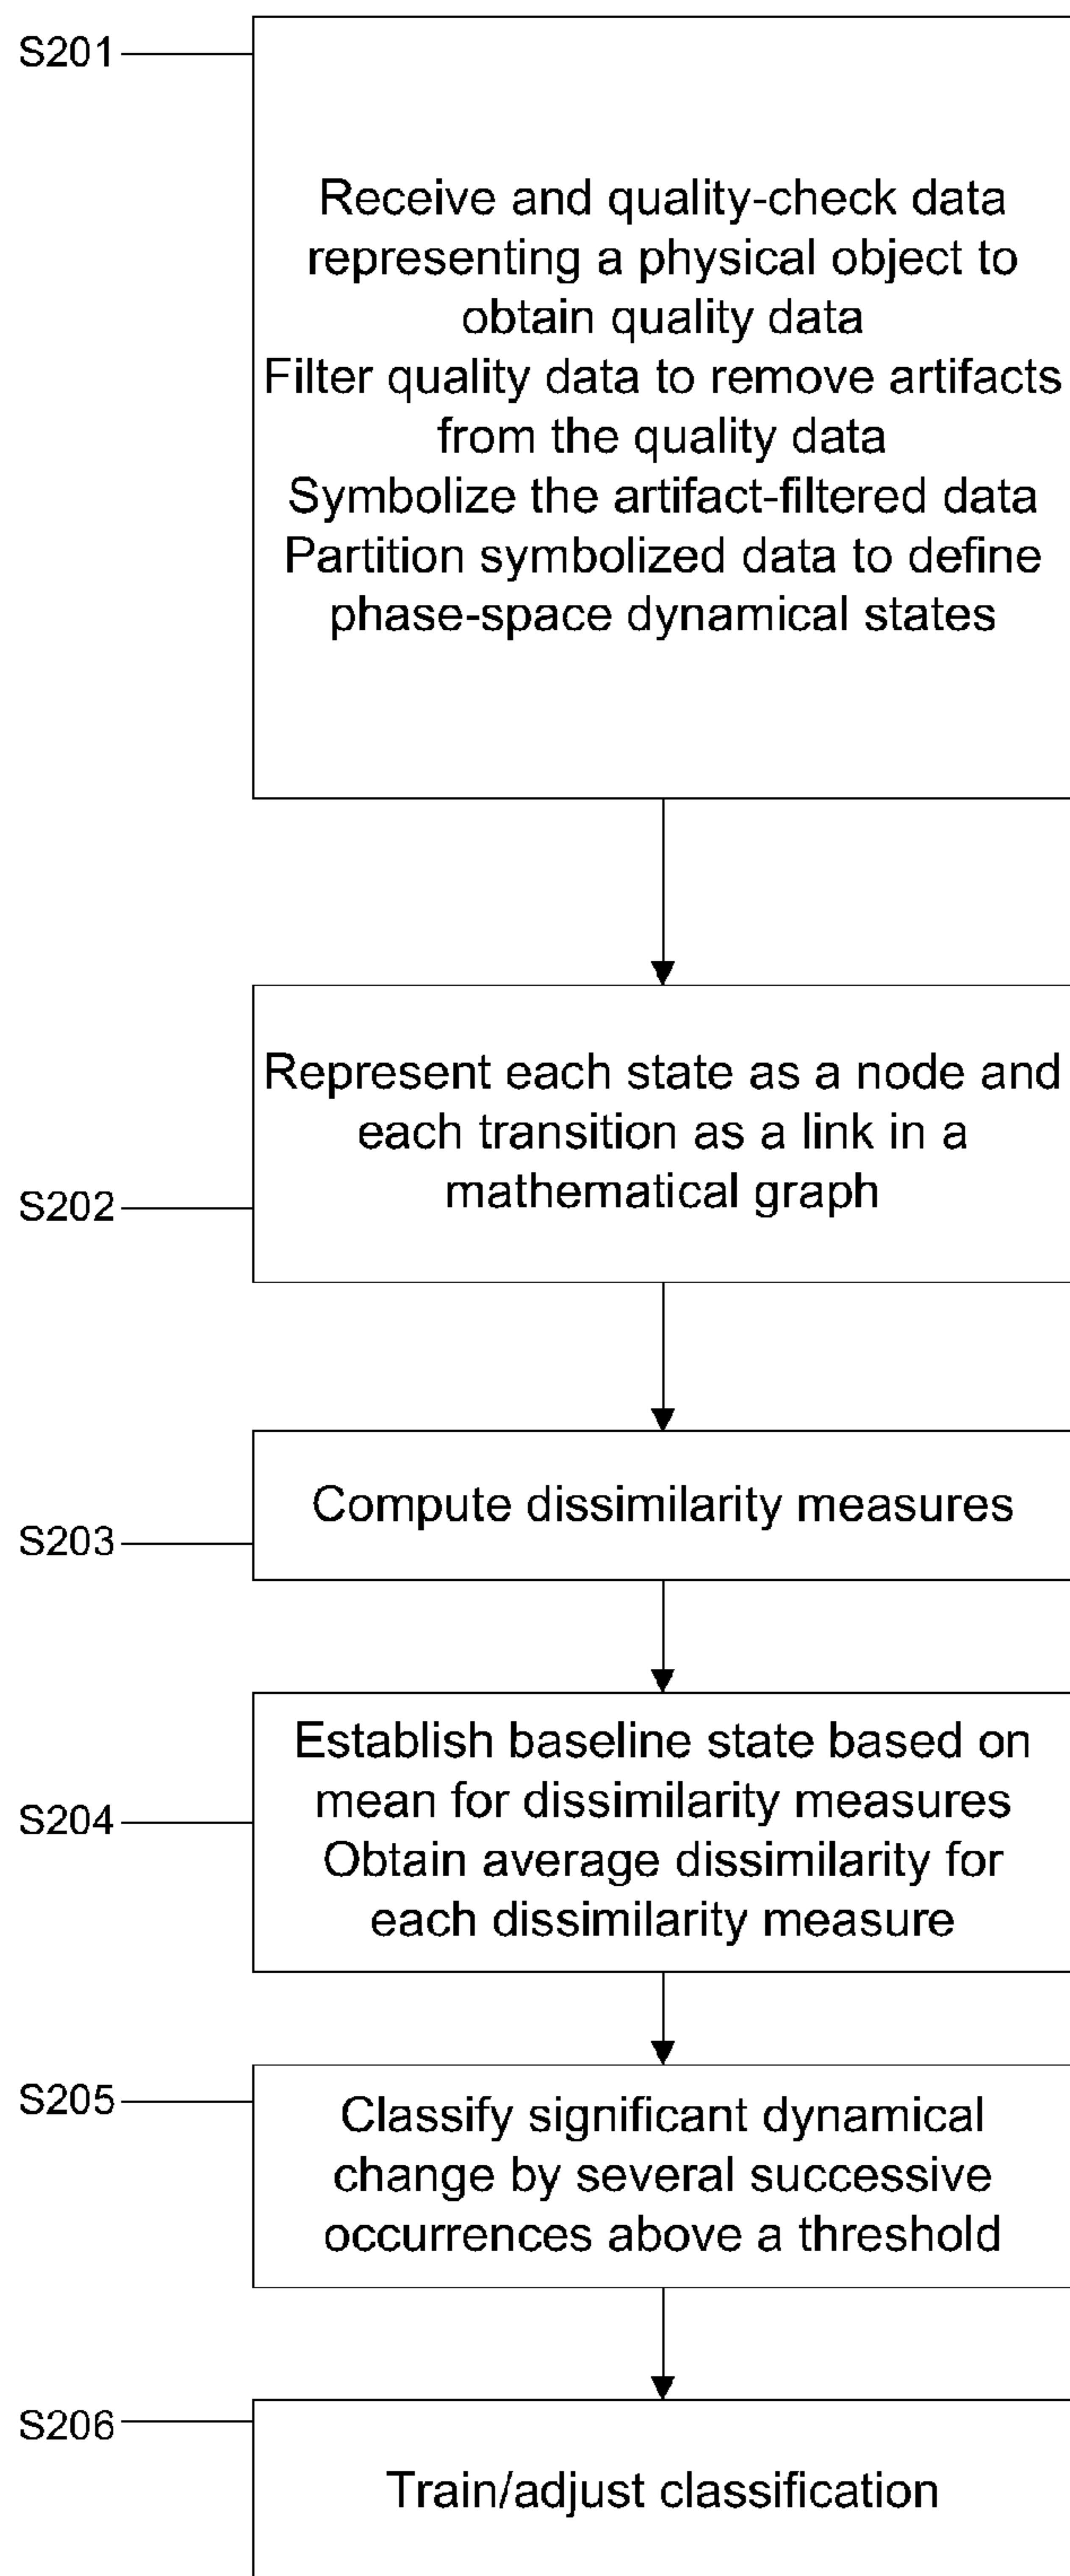 S201
Receive and quality-check data
representing a physical object to
obtain quality data
Filter quality data to remove artifacts
from the quality data
Symbolize the artifact-filtered data
Partition symbolized data to define
phase-space dynamical states
Represent each state as a node and
each transition as a link in a
mathematical graph
S202
Compute dissimilarity measures
S203
Establish baseline state based on
mean for dissimilarity measures
Obtain average dissimilarity for
each dissimilarity measure
S204
S205
Classify significant dynamical
change by several successive
occurrences above a threshold
S206
Train/adjust classification